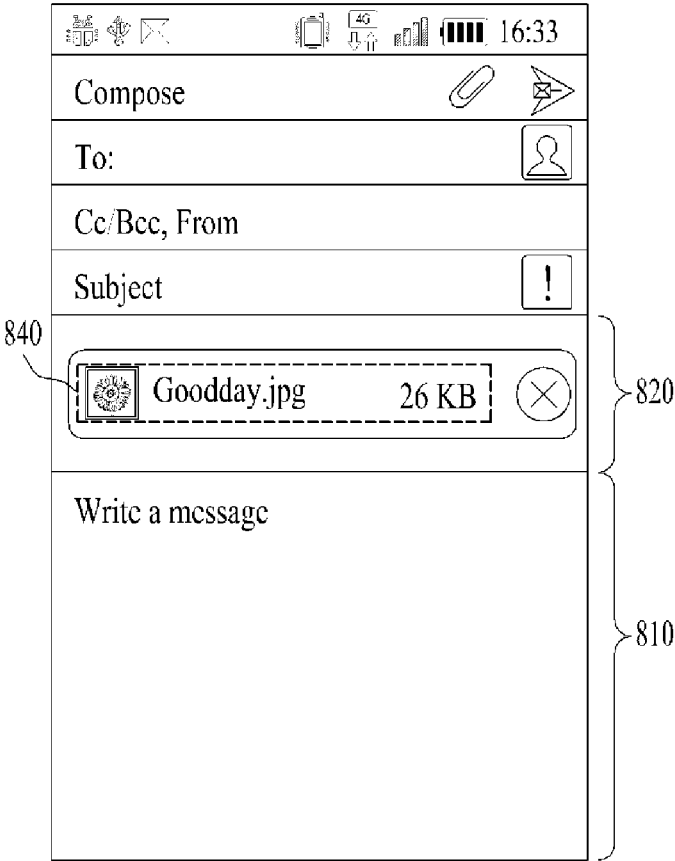 4G
16:33
Compose
To:
Cc/Bcc, From
Subject
!
840
Goodday.jpg 26 KB
820
Write a message
810